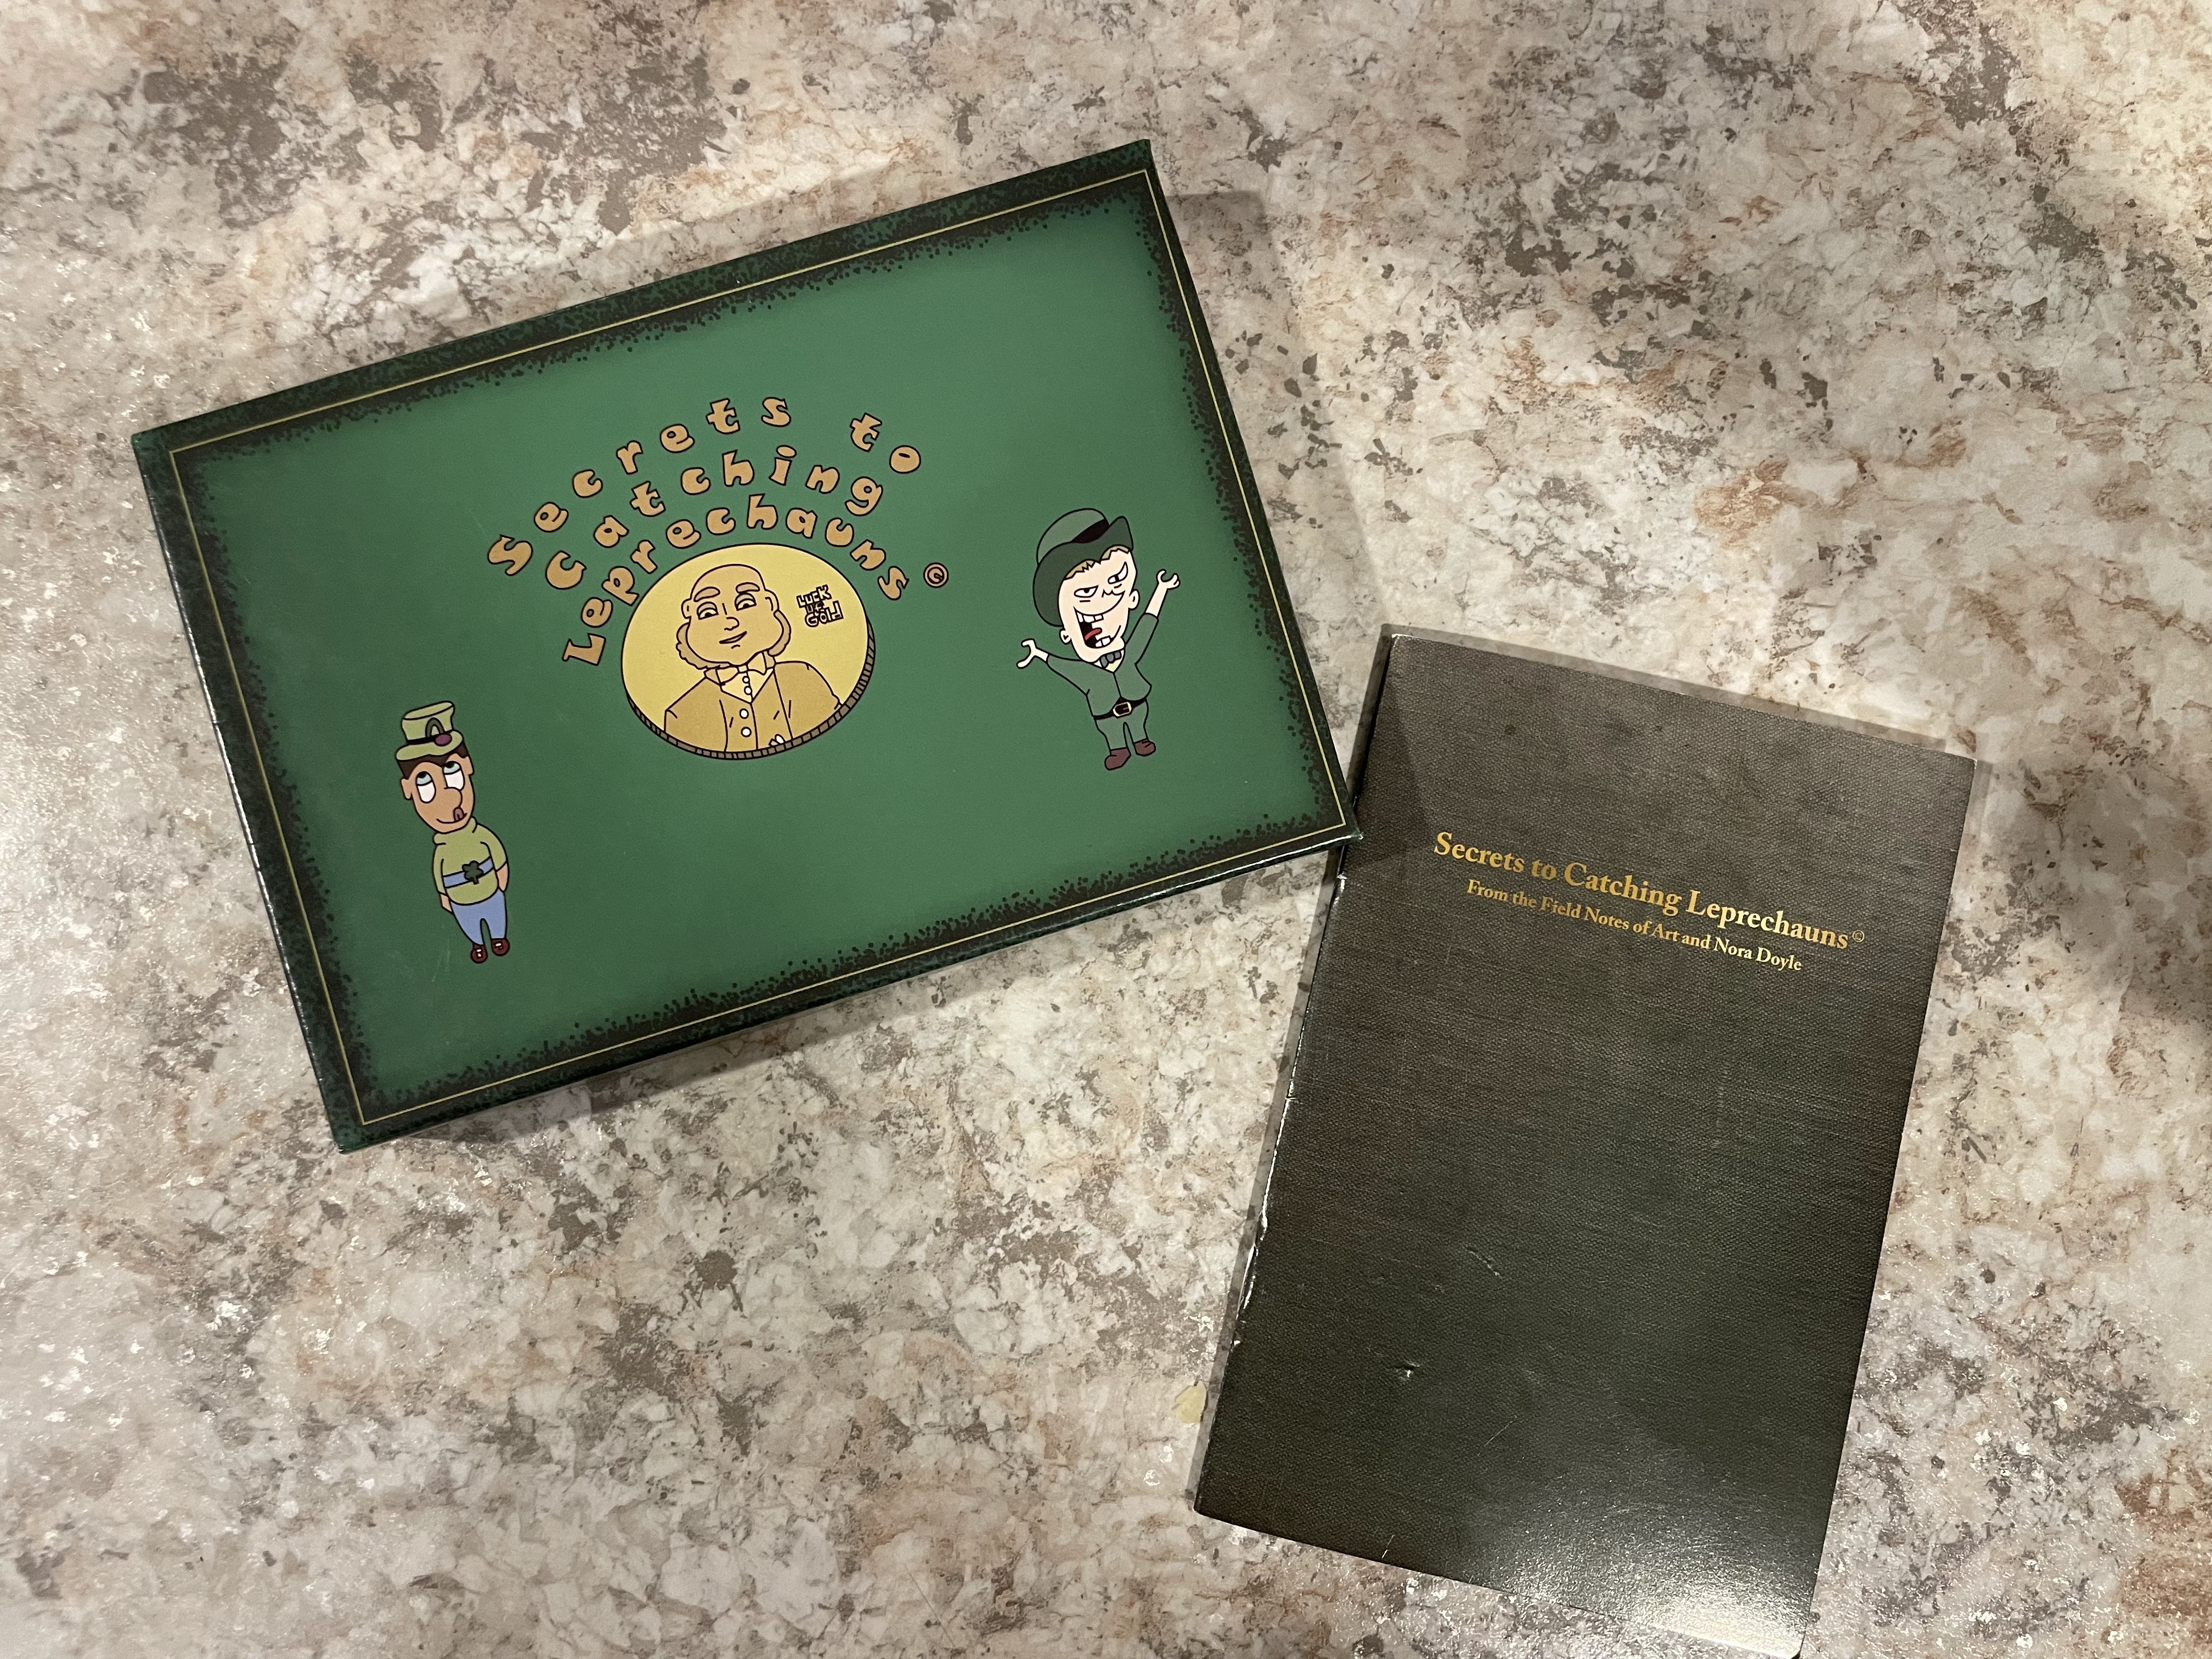 Secrets to
Catching
Leprechauns ©
LUCK
OF
GOLD
Secrets to Catching Leprechauns ©
From the Field Notes of Art and Nora Doyle